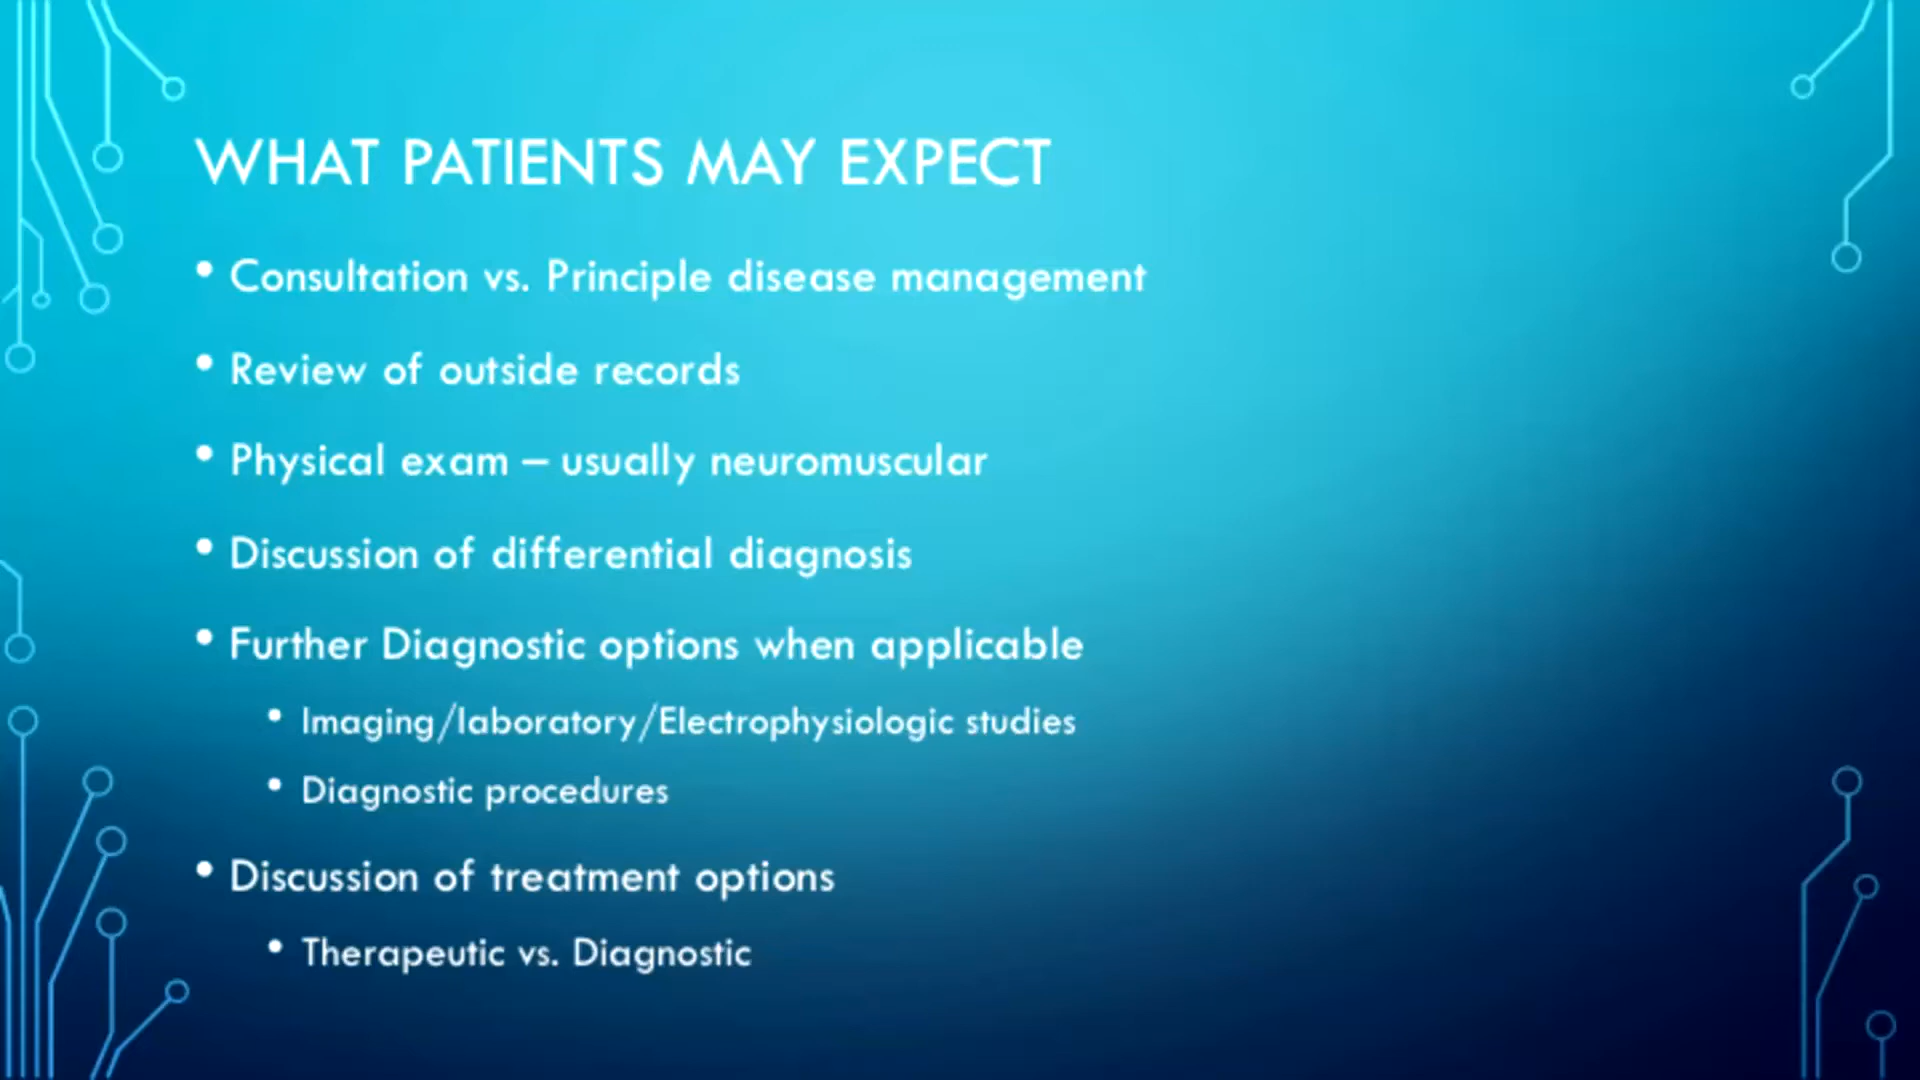 WHAT PATIENTS MAY EXPECT
• Consultation vs. Principle disease management
• Review of outside records
• Physical exam – usually neuromuscular
• Discussion of differential diagnosis
• Further Diagnostic options when applicable
• Imaging/laboratory/Electrophysiologic studies
• Diagnostic procedures
• Discussion of treatment options
• Therapeutic vs. Diagnostic